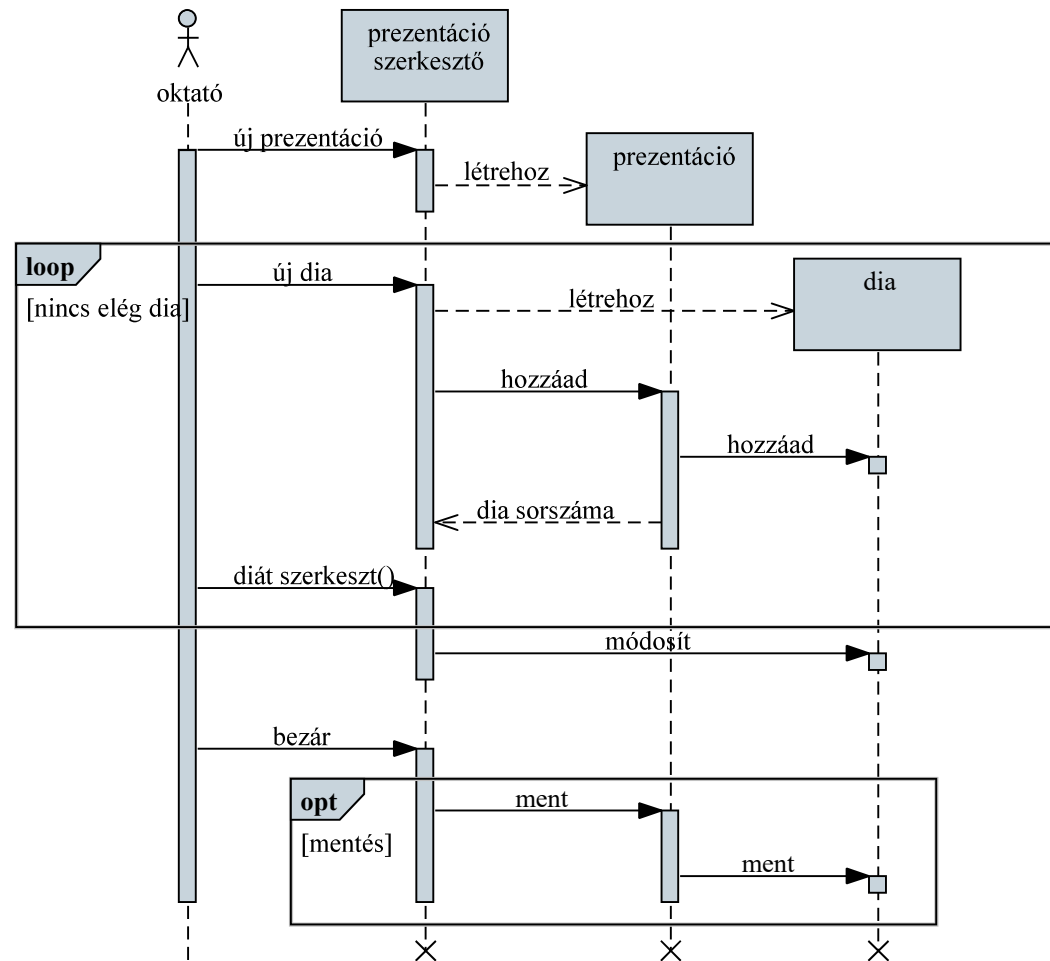 oktató
prezentáció
szerkesztő
új prezentáció
létrehoz
prezentáció
loop
[nincs elég dia]
új dia
létrehoz
dia
hozzáad
hozzáad
dia sorszáma
diát szerkeszt()
módosít
bezár
opt
[mentés]
ment
ment